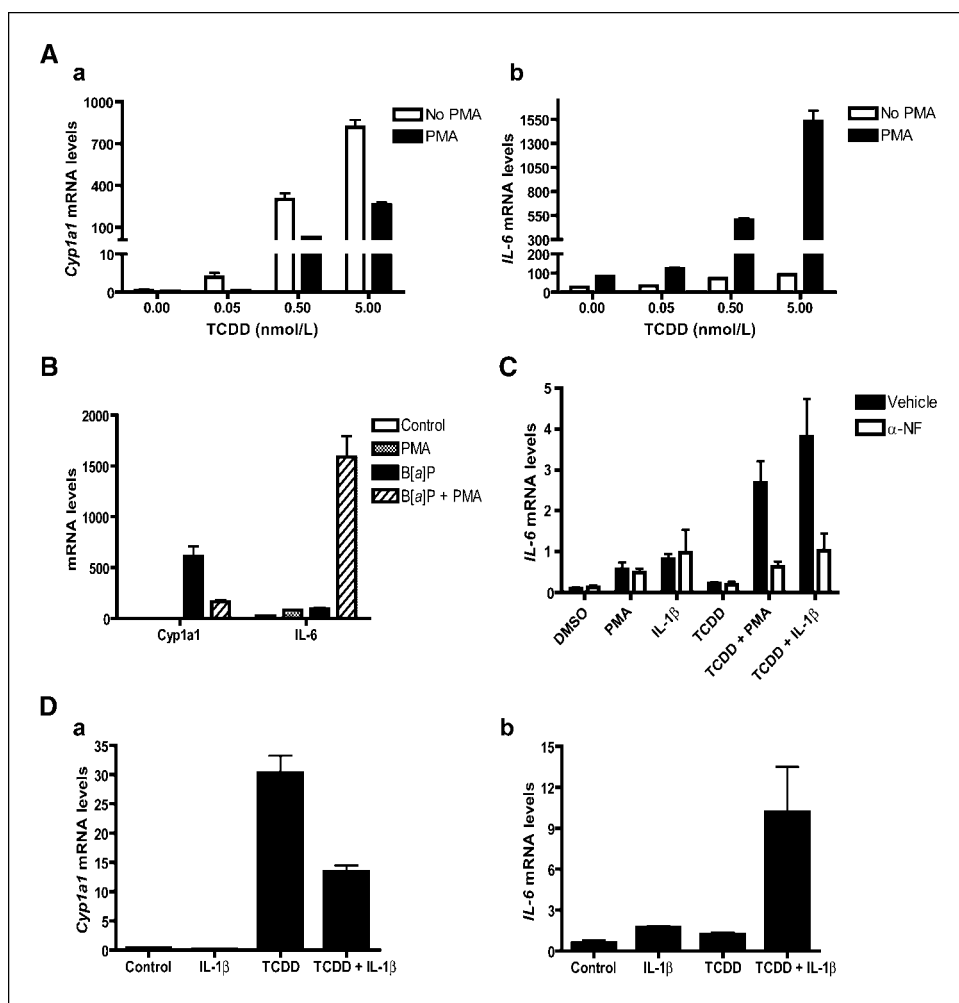 A
a
Cyp1a1 mRNA levels
1000
700
400
100
10
0
No PMA
PMA
0.00 0.05 0.50 5.00
TCDD (nmol/L)
b
IL-6 mRNA levels
1550
1300
1050
800
550
300
200
100
0
No PMA
PMA
0.00 0.05 0.50 5.00
TCDD (nmol/L)
B
mRNA levels
2000
1500
1000
500
0
Control
PMA
B[a]P
B[a]P + PMA
Cyp1a1 IL-6
C
IL-6 mRNA levels
5
4
3
2
1
0
Vehicle
α-NF
DMSO
PMA
IL-1β
TCDD
TCDD + PMA
TCDD + IL-1β
D
a
Cyp1a1 mRNA levels
35
30
25
20
15
10
5
0
Control IL-1β TCDD TCDD + IL-1β
b
IL-6 mRNA levels
15
12
9
6
3
0
Control IL-1β TCDD TCDD + IL-1β